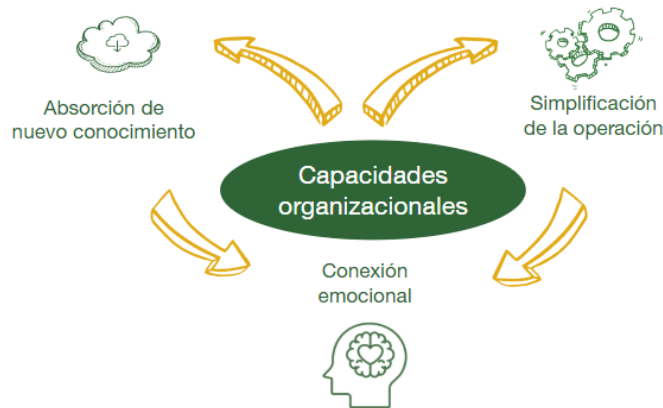 Absorción de
nuevo conocimiento
Simplificación
de la operación
Capacidades
organizacionales
Conexión
emocional